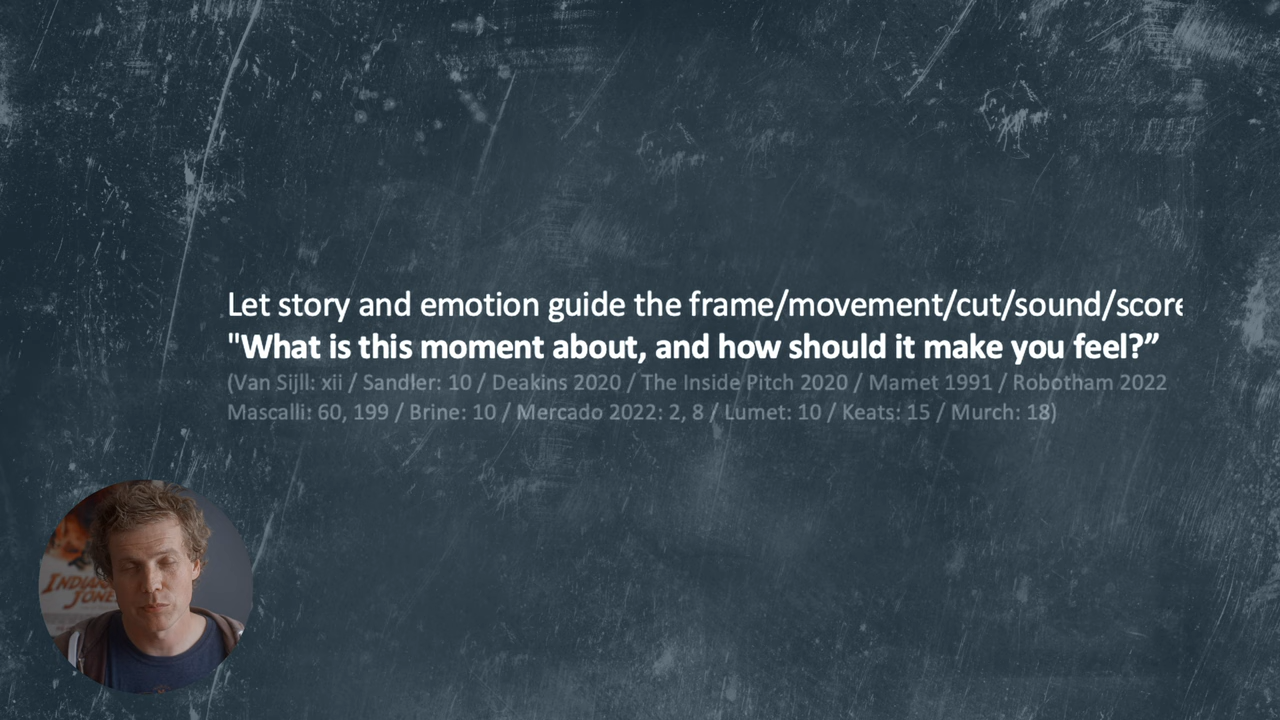 Let story and emotion guide the frame/movement/cut/sound/score
"What is this moment about, and how should it make you feel?”
(Van Sijll: xii / Sandler: 10 / Deakins 2020 / The Inside Pitch 2020 / Mamet 1991 / Robotham 2022
Mascalli: 60, 199 / Brine: 10 / Mercado 2022: 2, 8 / Lumet: 10 / Keats: 15 / Murch: 18)
INDIANA
JONES